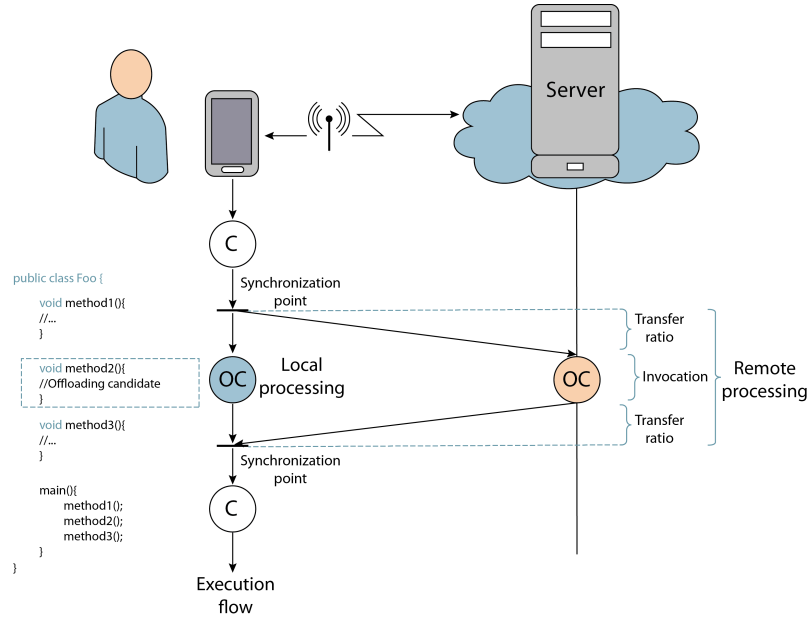 Server
C
Synchronization
point
public class Foo {
void method1(){
//...
}
void method2(){
//Offloading candidate
}
void method3(){
//...
}
main(){
method1();
method2();
method3();
}
}
OC
Local
processing
OC
Transfer
ratio
Invocation
Transfer
ratio
Remote
processing
Synchronization
point
C
Execution
flow